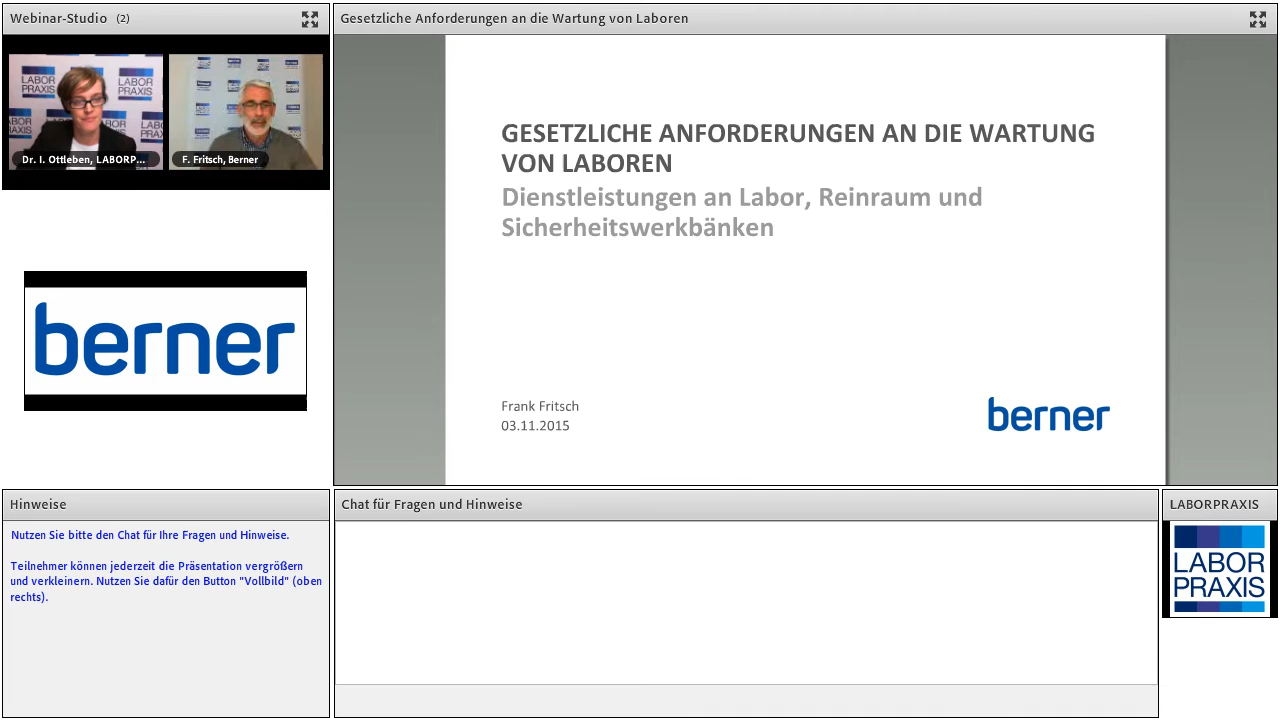 Webinar-Studio (2)
LABOR
PRAXIS
LABOR
PRAXIS
Dr. I. Ottleben, LABORP...
F. Fritsch, Berner
berner
Gesetzliche Anforderungen an die Wartung von Laboren
GESETZLICHE ANFORDERUNGEN AN DIE WARTUNG
VON LABOREN
Dienstleistungen an Labor, Reinraum und
Sicherheitswerkbänken
Frank Fritsch
03.11.2015
berner
Hinweise
Nutzen Sie bitte den Chat für Ihre Fragen und Hinweise.
Teilnehmer können jederzeit die Präsentation vergrößern
und verkleinern. Nutzen Sie dafür den Button "Vollbild" (oben
rechts).
Chat für Fragen und Hinweise
LABORPRAXIS
LABOR
PRAXIS